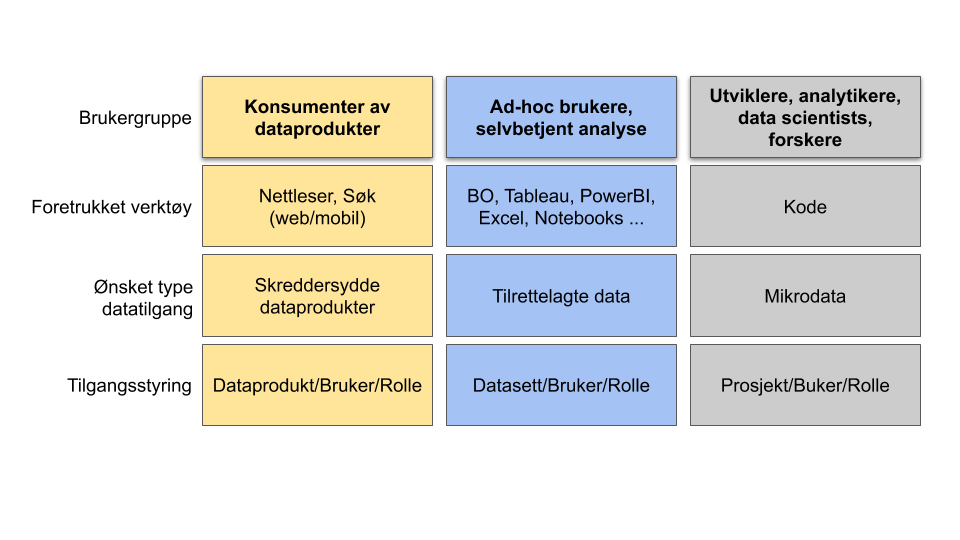 Brukergruppe
Konsumenter av
dataprodukter
Ad-hoc brukere,
selvbetjent analyse
Utviklere, analytikere,
data scientists,
forskere
Foretrukket verktøy
Nettleser, Søk
(web/mobil)
BO, Tableau, PowerBI,
Excel, Notebooks ...
Kode
Ønsket type
datatilgang
Skreddersydde
dataprodukter
Tilrettelagte data
Mikrodata
Tilgangsstyring
Dataprodukt/Bruker/Rolle
Datasett/Bruker/Rolle
Prosjekt/Buker/Rolle